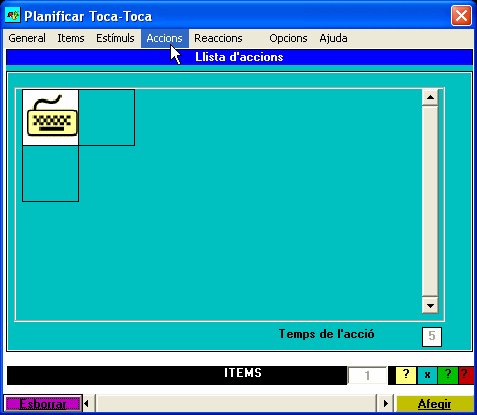 Planificar Toca-Toca
General Items Estímuls Accions Reaccions Opcions Ajuda
Llista d'accions
Temps de l'acció 5
ITEMS 1 ? x ? ?
Esborrar Afegir